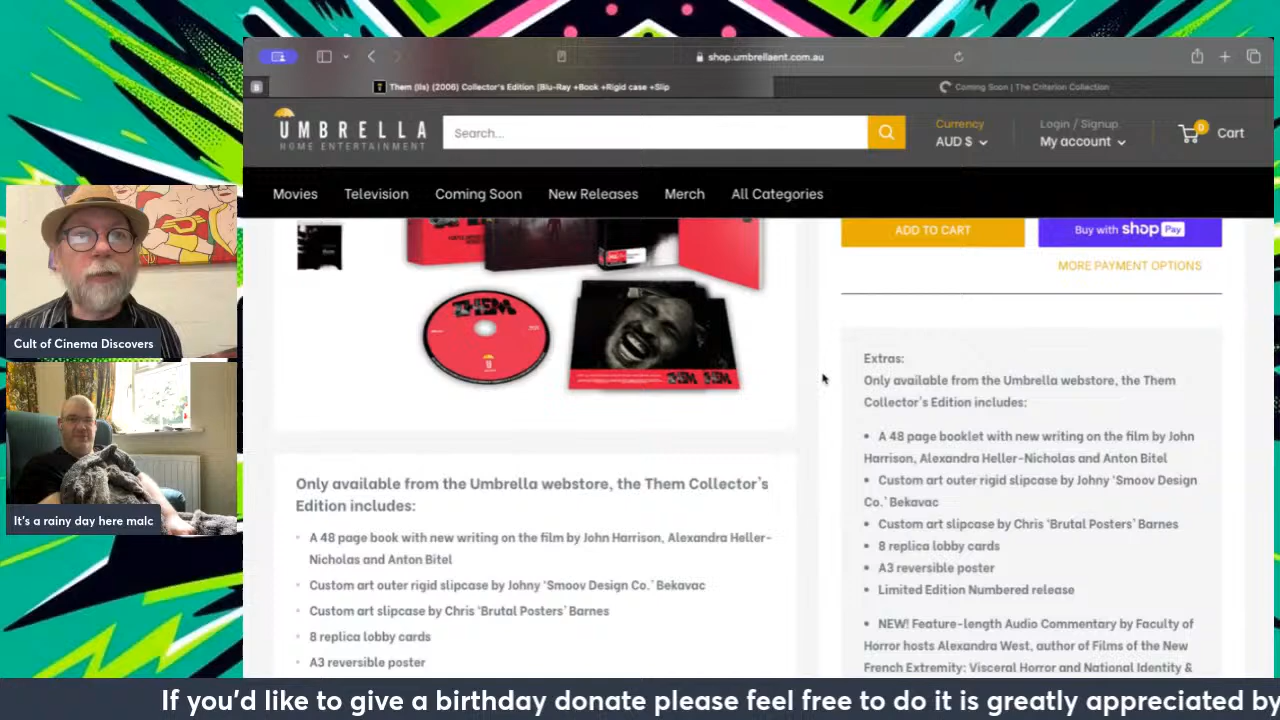 shop.umbrellaent.com.au
Them (Ils) (2006) Collector's Edition [Blu-Ray +Book +Rigid case +Slip
Coming Soon | The Criterion Collection
UMBRELLA
HOME ENTERTAINMENT
Search...
Currency
AUD $
Login / Signup
My account
0
Cart
Movies
Television
Coming Soon
New Releases
Merch
All Categories
ADD TO CART
Buy with shop Pay
MORE PAYMENT OPTIONS
THEM
THEM THEM
Cult of Cinema Discovers
It's a rainy day here malc
Only available from the Umbrella webstore, the Them Collector's
Edition includes:
A 48 page book with new writing on the film by John Harrison, Alexandra Heller-
Nicholas and Anton Bitel
Custom art outer rigid slipcase by Johny 'Smoov Design Co.' Bekavac
Custom art slipcase by Chris 'Brutal Posters' Barnes
8 replica lobby cards
A3 reversible poster
Extras:
Only available from the Umbrella webstore, the Them
Collector's Edition includes:
• A 48 page booklet with new writing on the film by John
Harrison, Alexandra Heller-Nicholas and Anton Bitel
• Custom art outer rigid slipcase by Johny 'Smoov Design
Co.' Bekavac
• Custom art slipcase by Chris 'Brutal Posters' Barnes
• 8 replica lobby cards
• A3 reversible poster
• Limited Edition Numbered release
• NEW! Feature-length Audio Commentary by Faculty of
Horror hosts Alexandra West, author of Films of the New
French Extremity: Visceral Horror and National Identity &
If you'd like to give a birthday donate please feel free to do it is greatly appreciated by